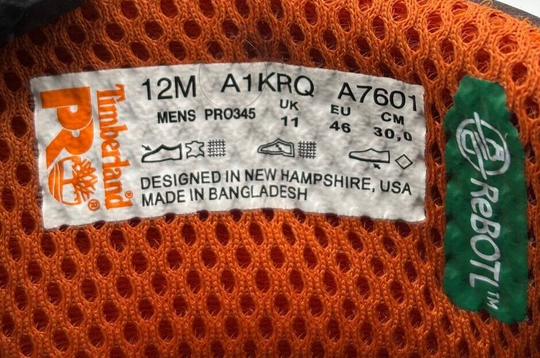 Timberland
PRO®
12M A1KRQ A7601
MENS PRO345 UK EU CM
11 46 30,0
DESIGNED IN NEW HAMPSHIRE, USA
MADE IN BANGLADESH
ReBOTL™